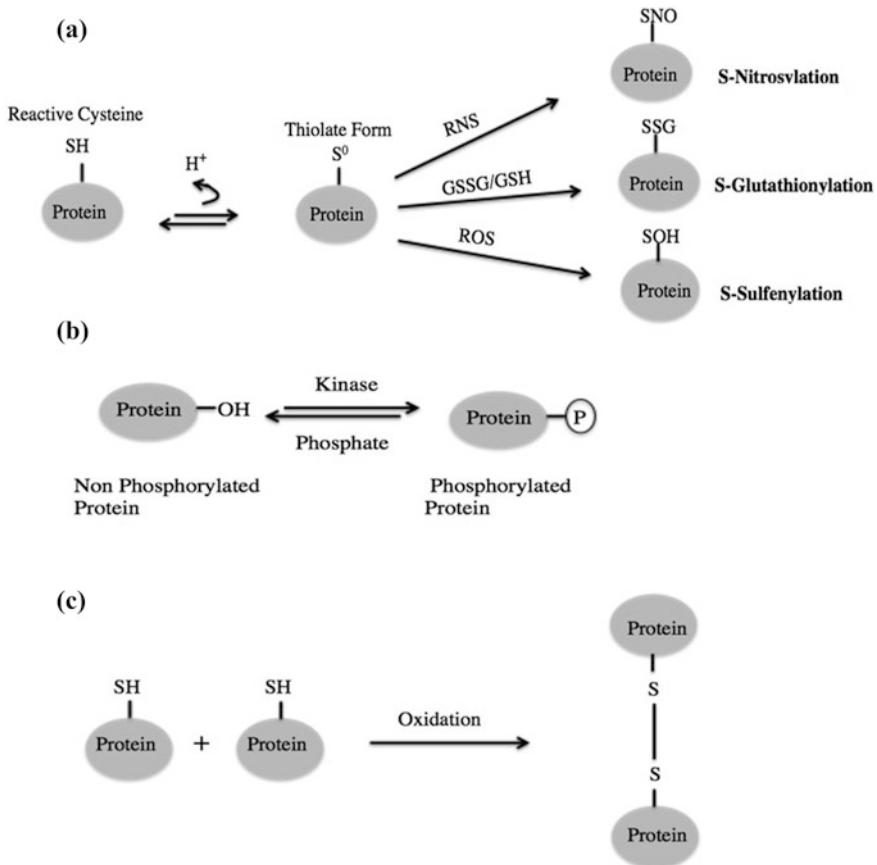 (a)
Reactive Cysteine
SH
Protein
H+
Thiolate Form
S0
Protein
RNS
GSSG/GSH
ROS
SNO
Protein
S-Nitrosvlation
SSG
Protein
S-Glutathionylation
SOH
Protein
S-Sulfenylation
(b)
Protein
OH
Kinase
Phosphate
Protein
P
Non Phosphorylated
Protein
Phosphorylated
Protein
(c)
SH
Protein
+
SH
Protein
Oxidation
Protein
S
S
Protein